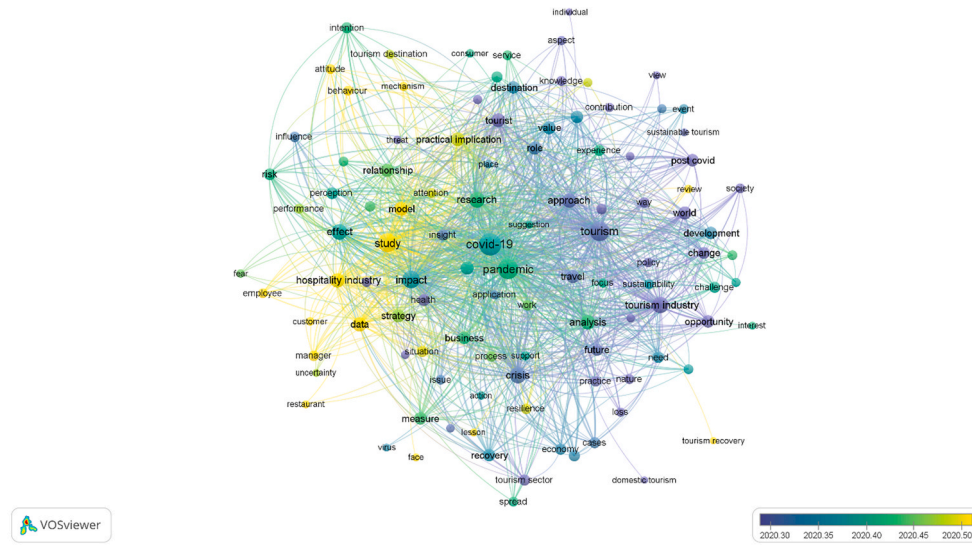 individual
intention
aspect
consumer
service
tourism destination
attitude
view
mechanism
knowledge
behaviour
destination
contribution
event
tourist
value
influence
threat
practical implication
sustainable tourism
role
experience
post covid
place
relationship
risk
society
perception
attention
review
research
approach
way
performance
model
world
suggestion
effect
tourism
development
insight
study
covid-19
change
policy
pandemic
fear
travel
hospitality industry
impact
focus
sustainability
challenge
employee
application
health
work
tourism industry
strategy
customer
data
analysis
opportunity
interest
business
manager
situation
process
support
future
need
uncertainty
issue
crisis
practice
nature
action
restaurant
resilience
loss
measure
lesson
tourism recovery
virus
face
recovery
economy
cases
tourism sector
domestic tourism
spread
VOSviewer
2020.30 2020.35 2020.40 2020.45 2020.50